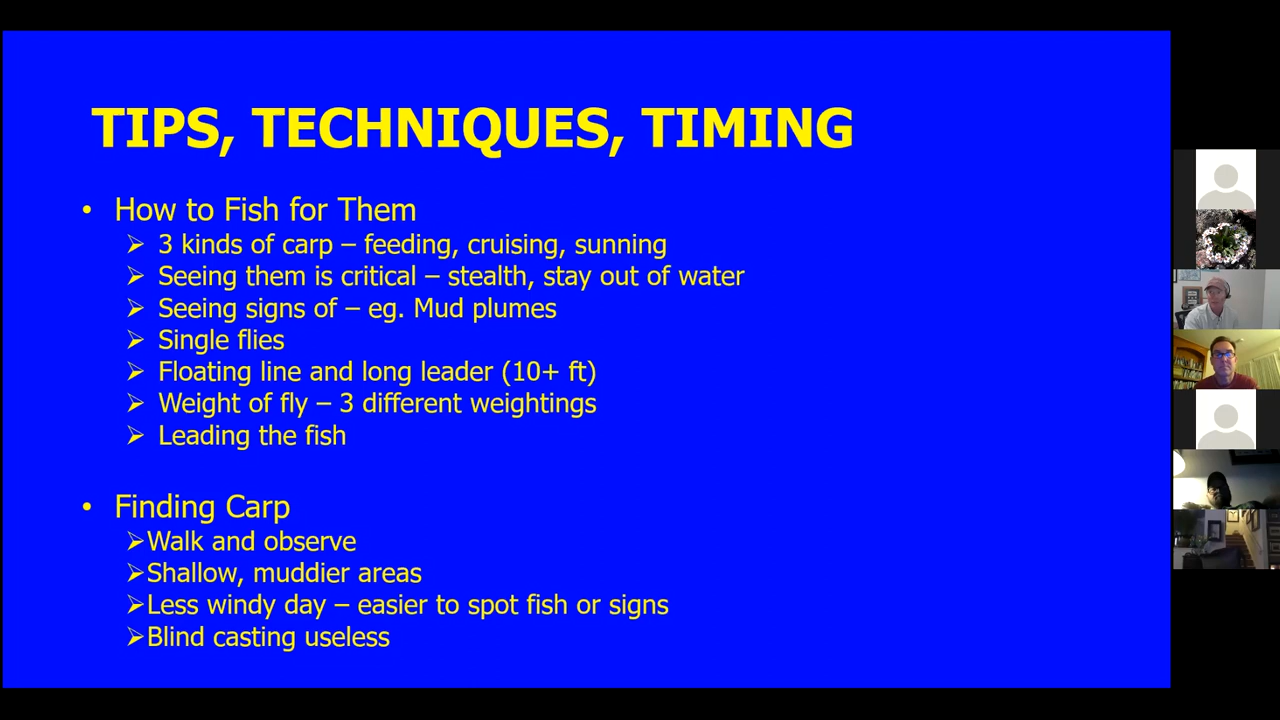 TIPS, TECHNIQUES, TIMING
• How to Fish for Them
➢ 3 kinds of carp – feeding, cruising, sunning
➢ Seeing them is critical – stealth, stay out of water
➢ Seeing signs of – eg. Mud plumes
➢ Single flies
➢ Floating line and long leader (10+ ft)
➢ Weight of fly – 3 different weightings
➢ Leading the fish
• Finding Carp
➢Walk and observe
➢Shallow, muddier areas
➢Less windy day – easier to spot fish or signs
➢Blind casting useless